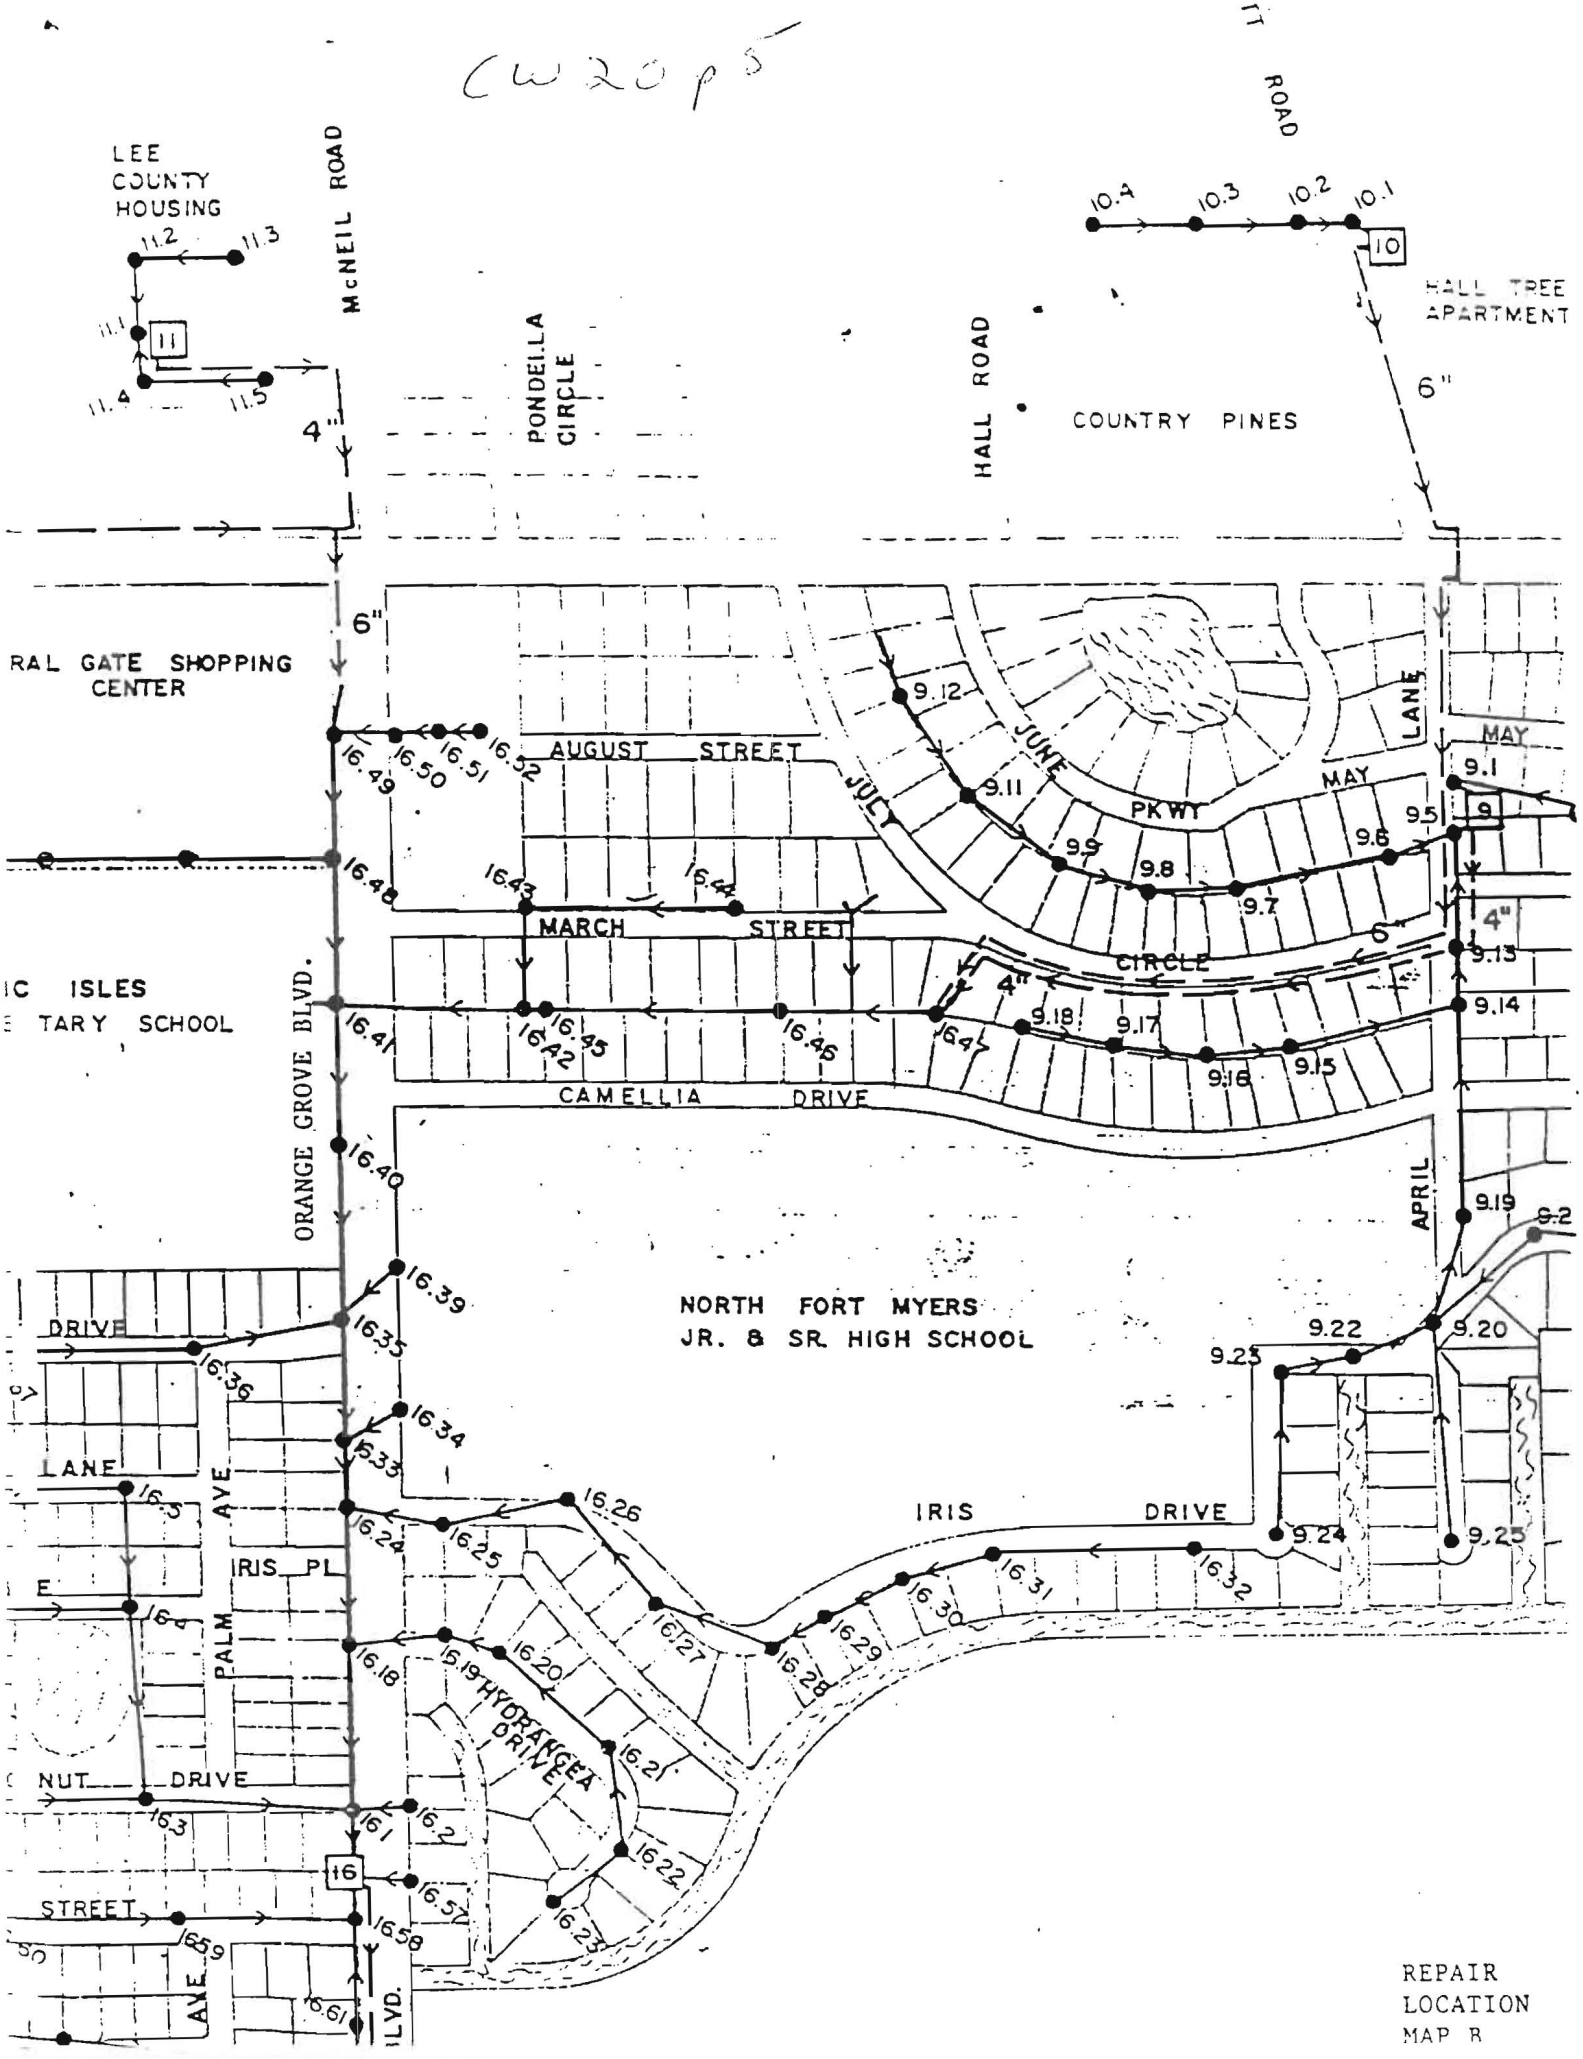 CW20p5
TT
ROAD
LEE
COUNTY
HOUSING
McNEIL ROAD
11.2
11.3
11.1
11
11.4
11.5
4"
10.4
10.3
10.2
10.1
10
HALL TREE
APARTMENT
6"
PONDELLA
CIRCLE
HALL ROAD
COUNTRY PINES
6"
RAL GATE SHOPPING
CENTER
16.49
16.50
16.51
16.52
AUGUST STREET
9.12
JUNE
LANE
MAY
9.11
JULY
PKWY
MAY
9.1
9.5
9
9.9
9.8
9.7
9.6
16.48
16.43
16.44
MARCH STREET
6"
4"
CIRCLE
9.13
4"
IC ISLES
TARY SCHOOL
ORANGE GROVE BLVD.
16.41
16.42
16.45
16.46
16.47
9.18
9.17
9.16
9.15
9.14
CAMELLIA DRIVE
16.40
APRIL
9.19
9.2
16.39
NORTH FORT MYERS
JR. & SR. HIGH SCHOOL
DRIVE
16.35
16.36
9.23
9.22
9.20
16.34
16.33
LANE
16.5
AVE
16.24
16.25
16.26
IRIS DRIVE
9.24
9.25
IRIS PL
16.31
16.32
E
16.4
PALM
16.30
16.29
16.27
16.28
16.18
16.19
16.20
HYDRANGEA
DRIVE
16.21
NUT DRIVE
16.3
16.1
16.2
16
16.22
16.57
STREET
16.59
16.58
16.23
AVE
16.61
LVD.
REPAIR
LOCATION
MAP B